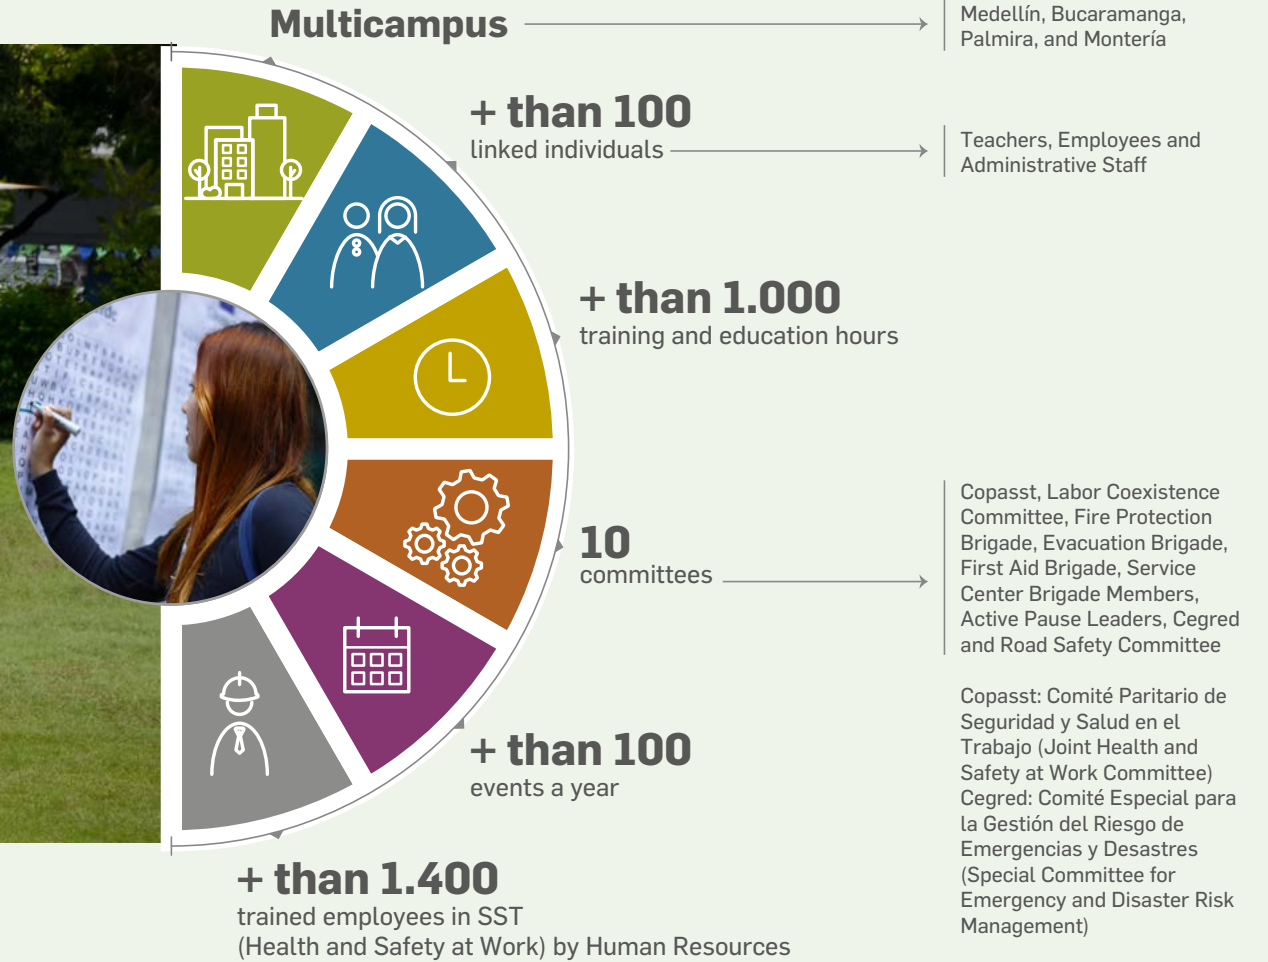 Multicampus
Medellín, Bucaramanga,
Palmira, and Montería
+ than 100
linked individuals
Teachers, Employees and
Administrative Staff
+ than 1.000
training and education hours
10
committees
Copasst, Labor Coexistence
Committee, Fire Protection
Brigade, Evacuation Brigade,
First Aid Brigade, Service
Center Brigade Members,
Active Pause Leaders, Cegred
and Road Safety Committee
Copasst: Comité Paritario de
Seguridad y Salud en el
Trabajo (Joint Health and
Safety at Work Committee)
Cegred: Comité Especial para
la Gestión del Riesgo de
Emergencias y Desastres
(Special Committee for
Emergency and Disaster Risk
Management)
+ than 100
events a year
+ than 1.400
trained employees in SST
(Health and Safety at Work) by Human Resources